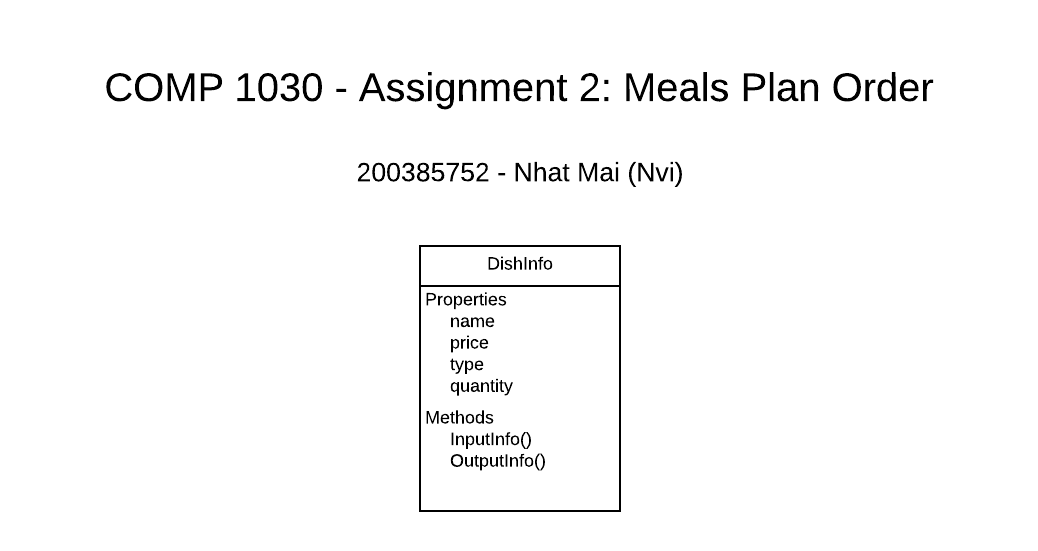 COMP 1030 - Assignment 2: Meals Plan Order
200385752 - Nhat Mai (Nvi)
DishInfo
Properties
name
price
type
quantity
Methods
InputInfo()
OutputInfo()